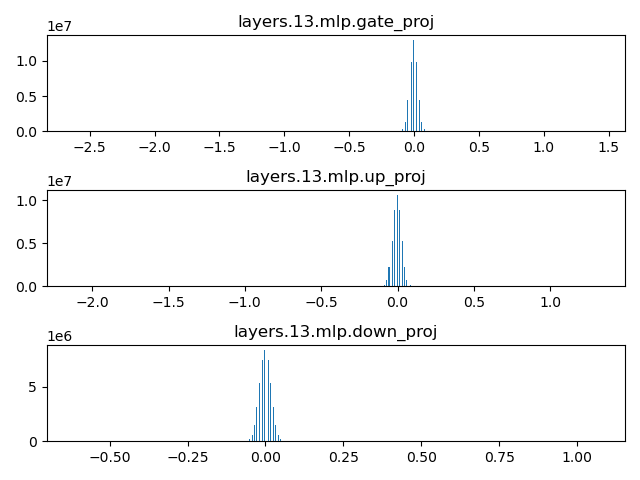 layers.13.mlp.gate_proj
1e7
1.0
0.5
0.0
−2.5 −2.0 −1.5 −1.0 −0.5 0.0 0.5 1.0 1.5
layers.13.mlp.up_proj
1e7
1.0
0.5
0.0
−2.0 −1.5 −1.0 −0.5 0.0 0.5 1.0
layers.13.mlp.down_proj
1e6
5
0
−0.50 −0.25 0.00 0.25 0.50 0.75 1.00